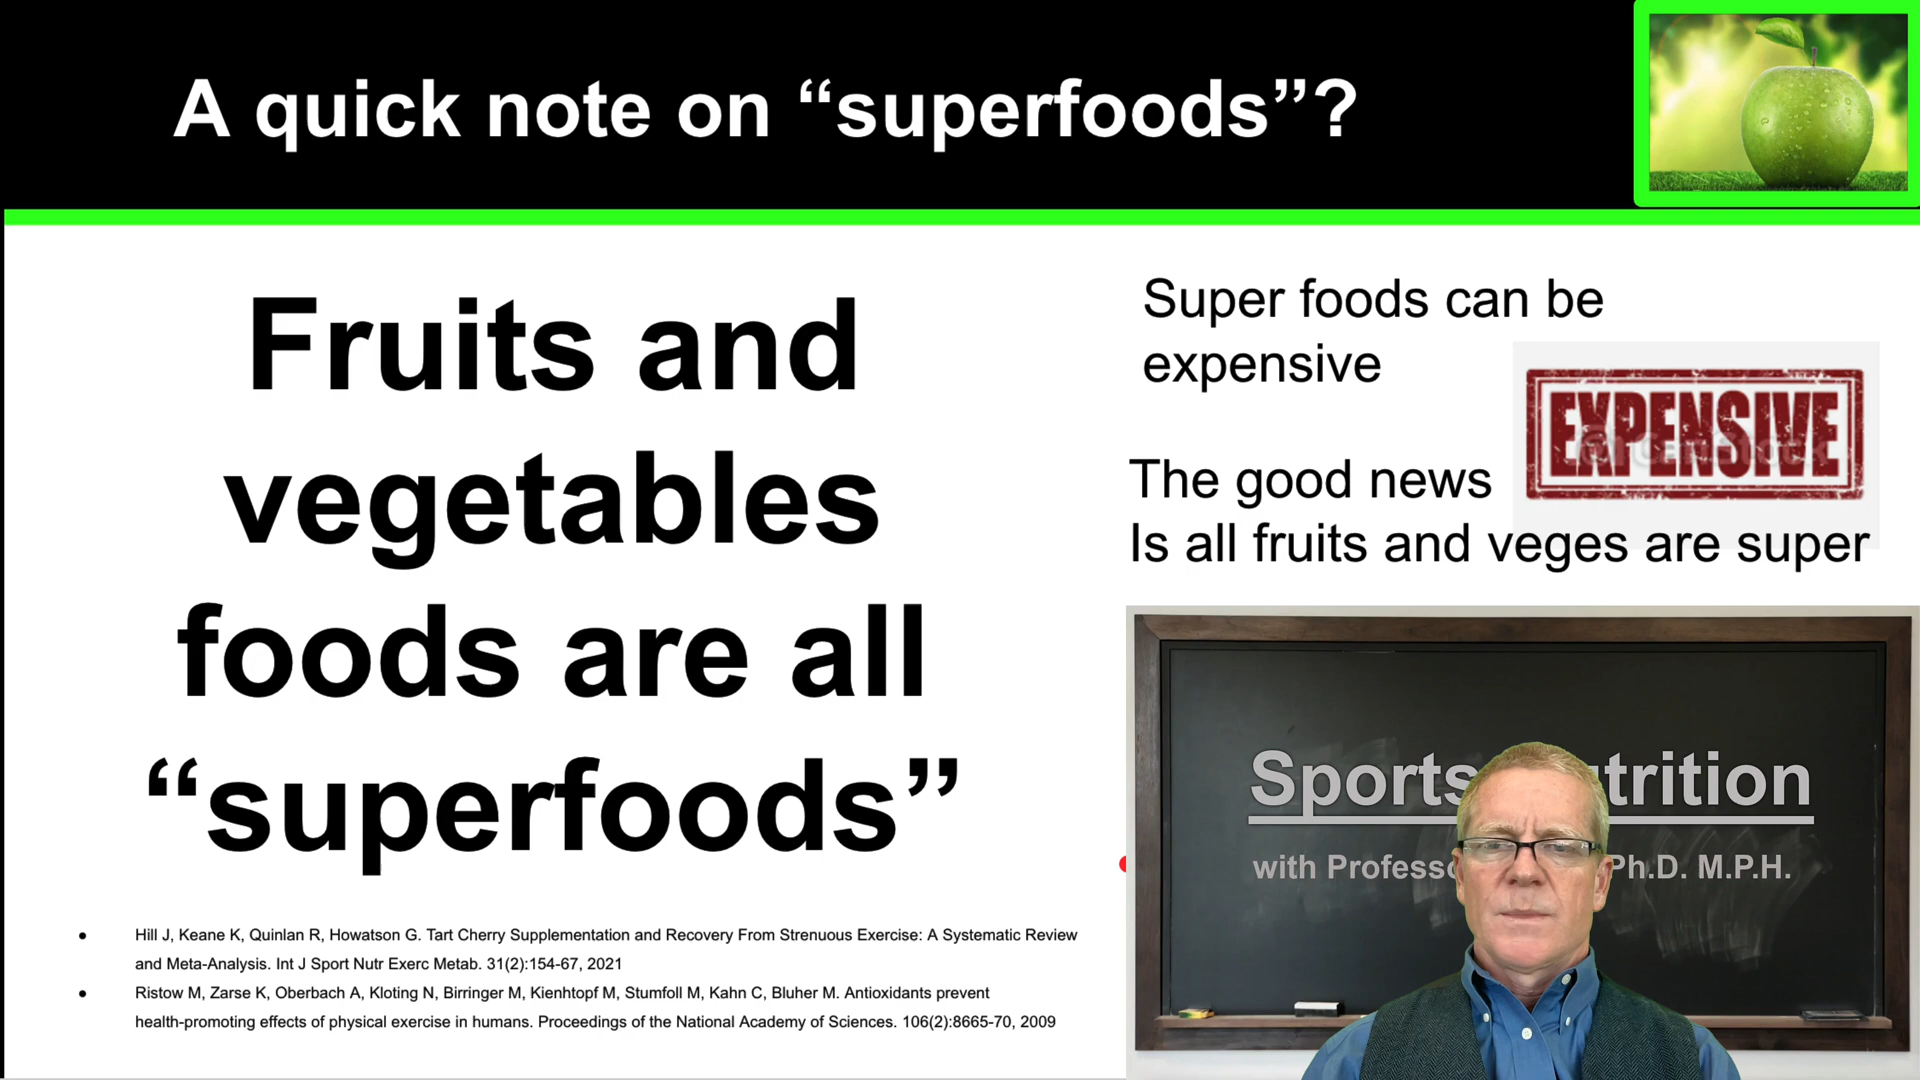 A quick note on “superfoods”?
Fruits and
vegetables
foods are all
“superfoods”
Super foods can be
expensive
EXPENSIVE
The good news
Is all fruits and veges are super
Sports trition
with Ph.D. M.P.H.
● Hill J, Keane K, Quinlan R, Howatson G. Tart Cherry Supplementation and Recovery From Strenuous Exercise: A Systematic Review
and Meta-Analysis. Int J Sport Nutr Exerc Metab. 31(2):154-67, 2021
● Ristow M, Zarse K, Oberbach A, Kloting N, Birringer M, Kienhtopf M, Stumfoll M, Kahn C, Bluher M. Antioxidants prevent
health-promoting effects of physical exercise in humans. Proceedings of the National Academy of Sciences. 106(2):8665-70, 2009